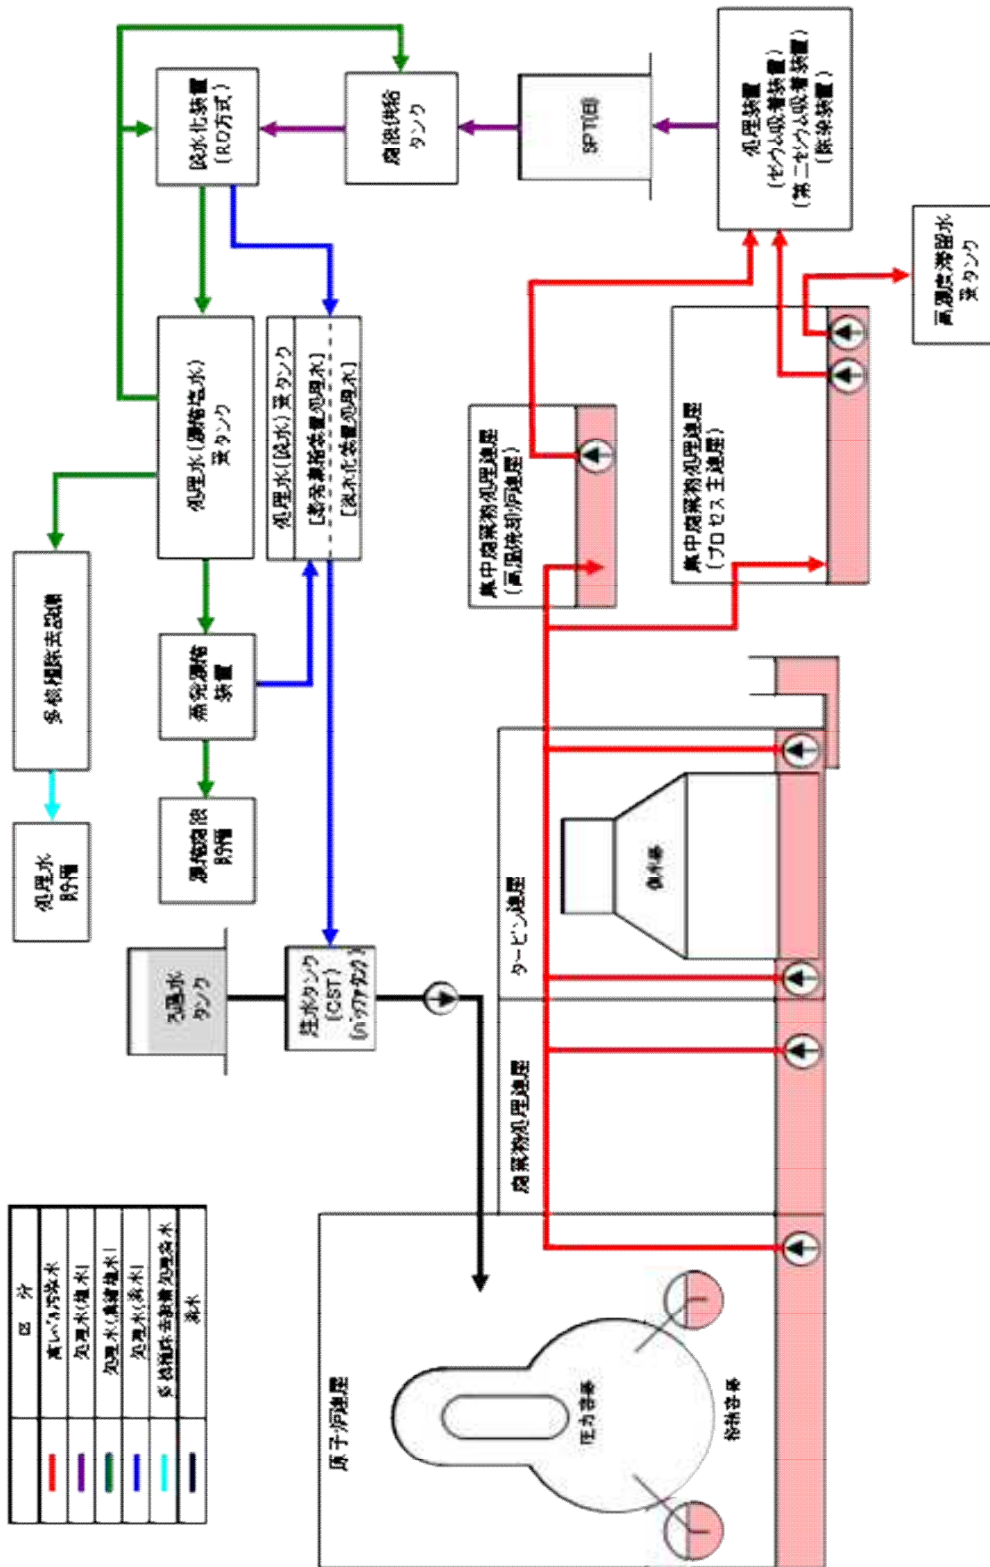 区 分
高レベル汚染水
処理水(塩水)
処理水(濃縮塩水)
処理水(淡水)
多核種除去設備処理済水
淡水
処理水
貯槽
多核種除去設備
濃縮廃液
貯槽
蒸発濃縮
装置
処理水(濃縮塩水)
受タンク
淡水化装置
(RO方式)
ろ過水
タンク
注水タンク
(CST)
(バッファタンク)
処理水(淡水)受タンク
[蒸発濃縮装置処理水]
[淡水化装置処理水]
廃液供給
タンク
SPT(B)
処理装置
(セシウム吸着装置)
(第二セシウム吸着装置)
(除染装置)
原子炉建屋
圧力容器
格納容器
廃棄物処理建屋
タービン建屋
復水器
集中廃棄物処理建屋
(高温焼却炉建屋)
集中廃棄物処理建屋
(プロセス主建屋)
高濃度滞留水
受タンク